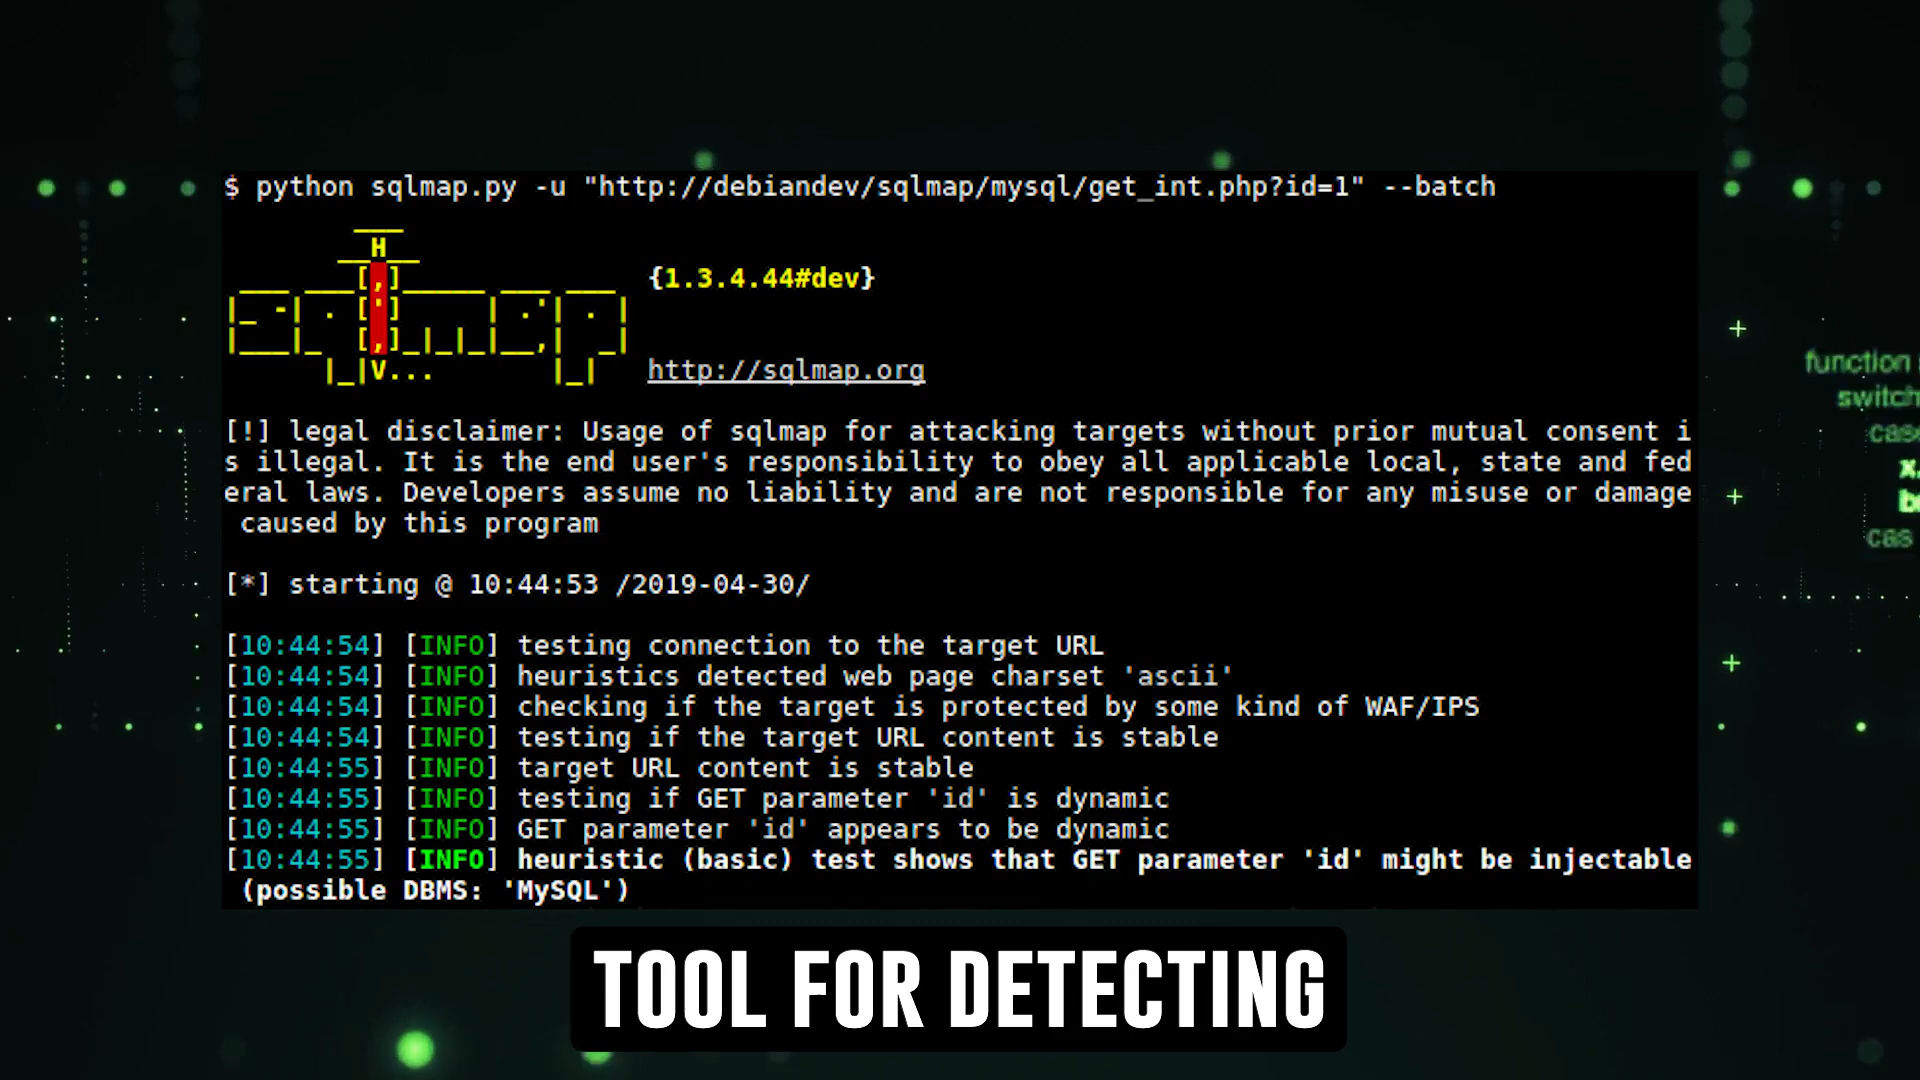 $ python sqlmap.py -u "http://debiandev/sqlmap/mysql/get_int.php?id=1" --batch
{1.3.4.44#dev}
http://sqlmap.org
[!] legal disclaimer: Usage of sqlmap for attacking targets without prior mutual consent i
s illegal. It is the end user's responsibility to obey all applicable local, state and fed
eral laws. Developers assume no liability and are not responsible for any misuse or damage
caused by this program
[*] starting @ 10:44:53 /2019-04-30/
[10:44:54] [INFO] testing connection to the target URL
[10:44:54] [INFO] heuristics detected web page charset 'ascii'
[10:44:54] [INFO] checking if the target is protected by some kind of WAF/IPS
[10:44:54] [INFO] testing if the target URL content is stable
[10:44:55] [INFO] target URL content is stable
[10:44:55] [INFO] testing if GET parameter 'id' is dynamic
[10:44:55] [INFO] GET parameter 'id' appears to be dynamic
[10:44:55] [INFO] heuristic (basic) test shows that GET parameter 'id' might be injectable
(possible DBMS: 'MySQL')
function
switch
TOOL FOR DETECTING